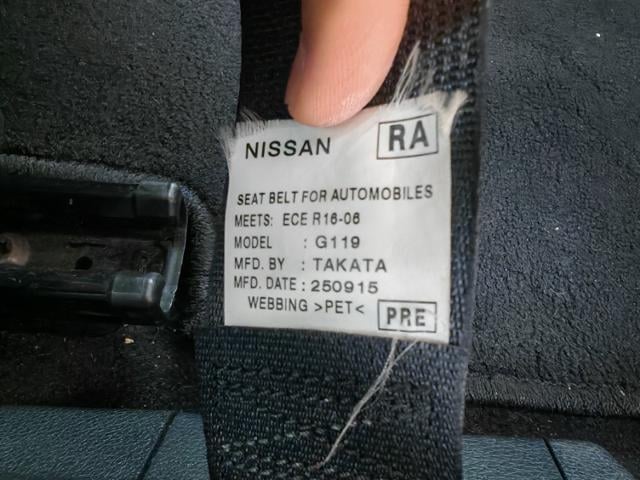 NISSAN RA
SEAT BELT FOR AUTOMOBILES
MEETS: ECE R16-06
MODEL : G119
MFD. BY : TAKATA
MFD. DATE : 250915
WEBBING >PET< PRE